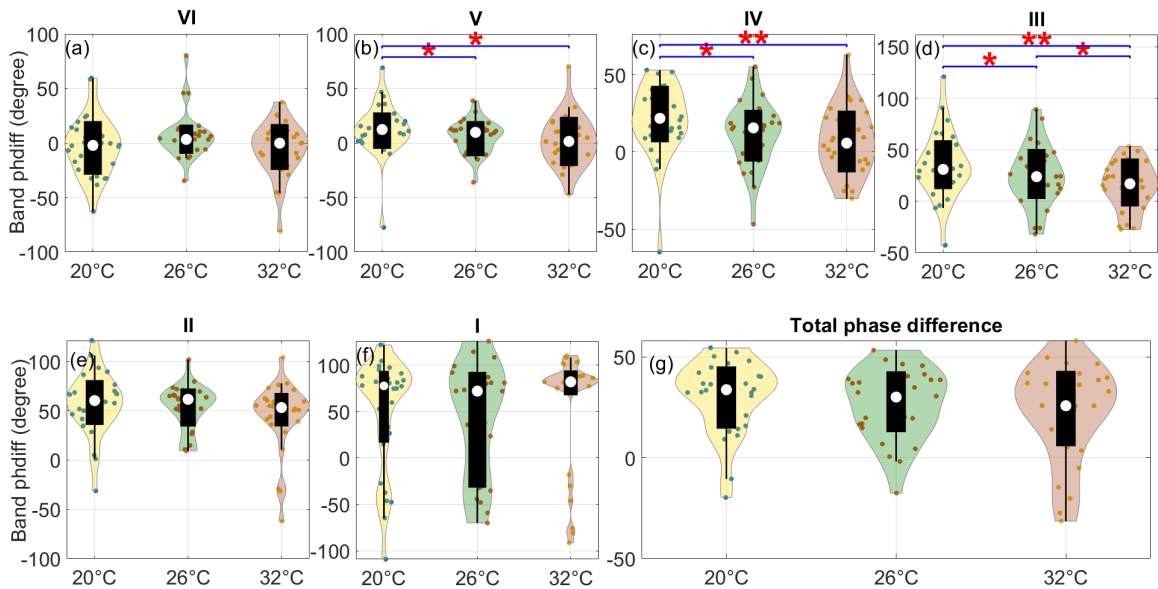 VI
V
IV
III
(a)
(b)
(c)
(d)
*
*
*
**
*
**
*
Band phdiff (degree)
100
50
0
-50
-100
100
50
0
-50
-100
50
0
-50
150
100
50
0
-50
20°C
26°C
32°C
20°C
26°C
32°C
20°C
26°C
32°C
20°C
26°C
32°C
II
I
Total phase difference
(e)
(f)
(g)
Band phdiff (degree)
100
50
0
-50
-100
100
50
0
-50
-100
50
0
-50
20°C
26°C
32°C
20°C
26°C
32°C
20°C
26°C
32°C